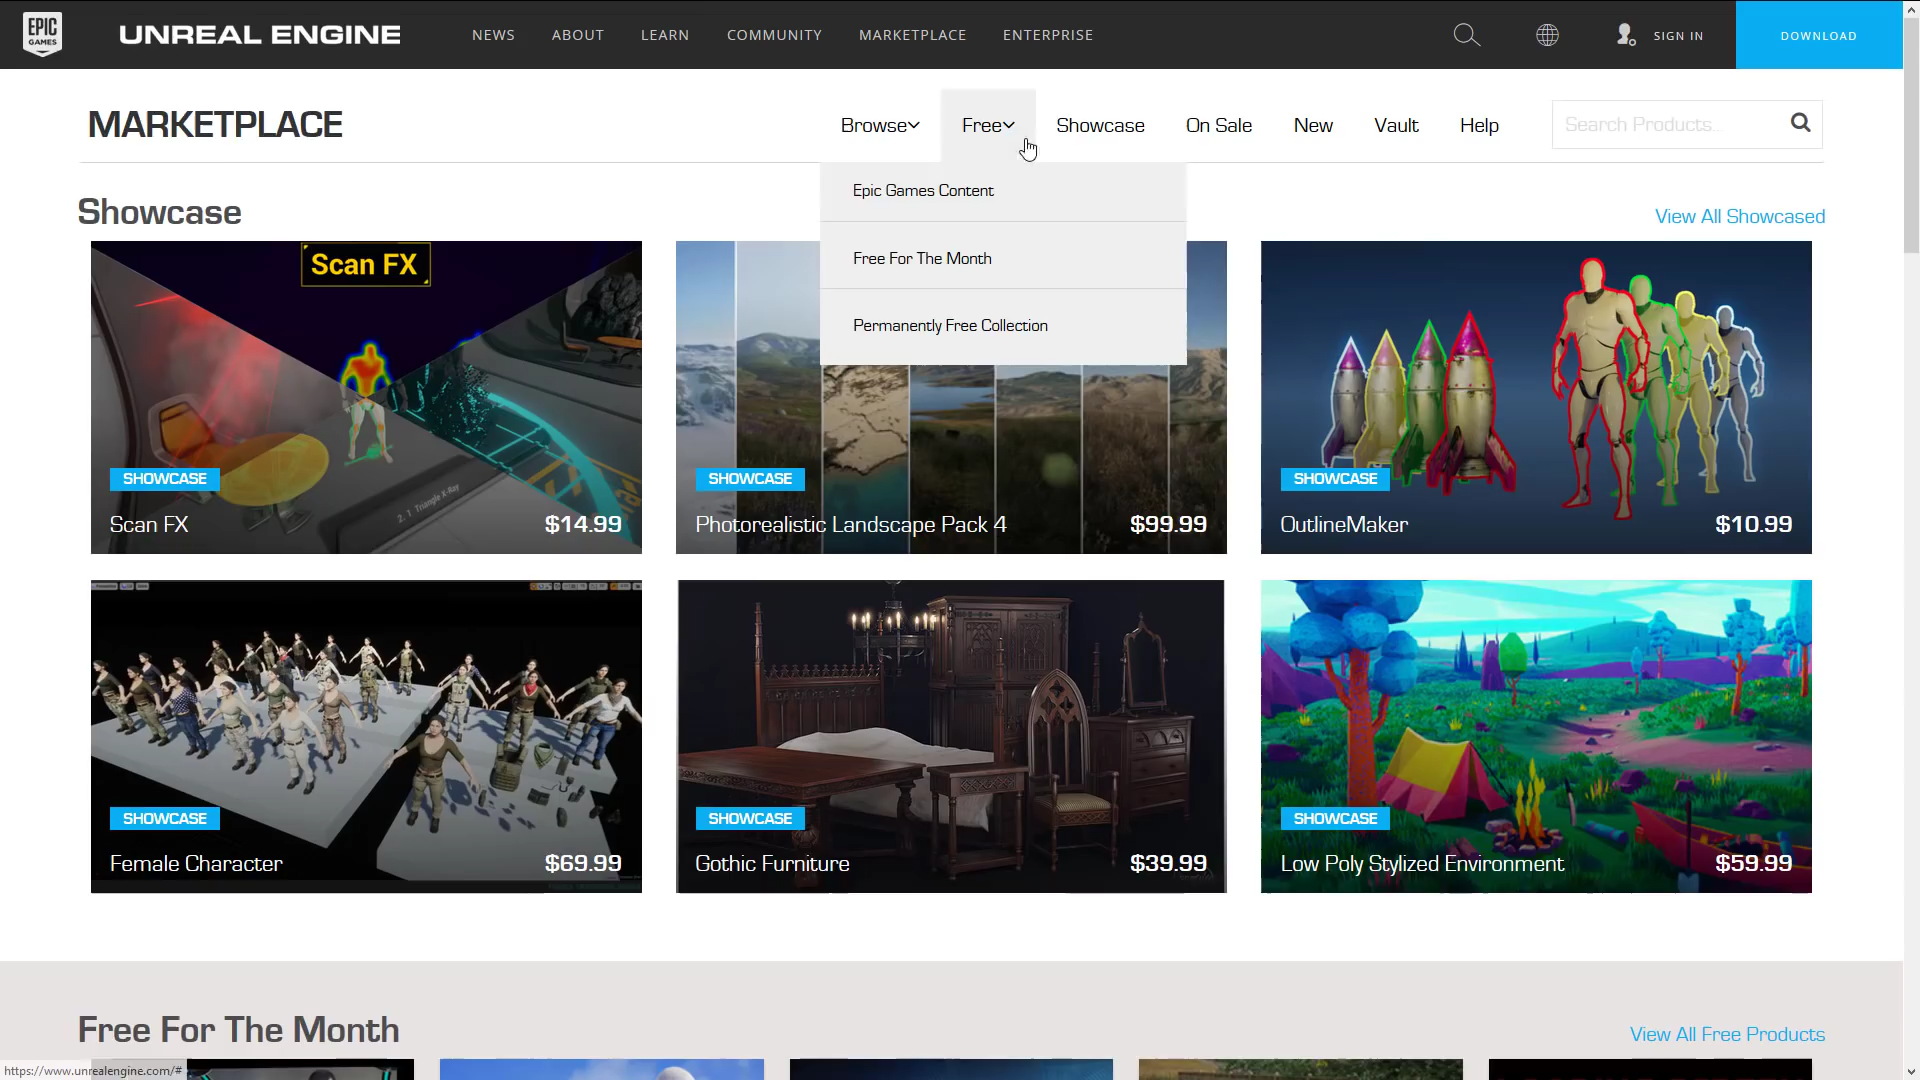 EPIC
GAMES
UNREAL ENGINE
NEWS
ABOUT
LEARN
COMMUNITY
MARKETPLACE
ENTERPRISE
SIGN IN
DOWNLOAD
MARKETPLACE
Browse
Free
Showcase
On Sale
New
Vault
Help
Search Products...
Epic Games Content
Free For The Month
Permanently Free Collection
Showcase
View All Showcased
Scan FX
2. 1 Triangle X-Ray
SHOWCASE
Scan FX
$14.99
SHOWCASE
Photorealistic Landscape Pack 4
$99.99
SHOWCASE
OutlineMaker
$10.99
SHOWCASE
Female Character
$69.99
SHOWCASE
Gothic Furniture
$39.99
SHOWCASE
Low Poly Stylized Environment
$59.99
Free For The Month
View All Free Products
https://www.unrealengine.com/#